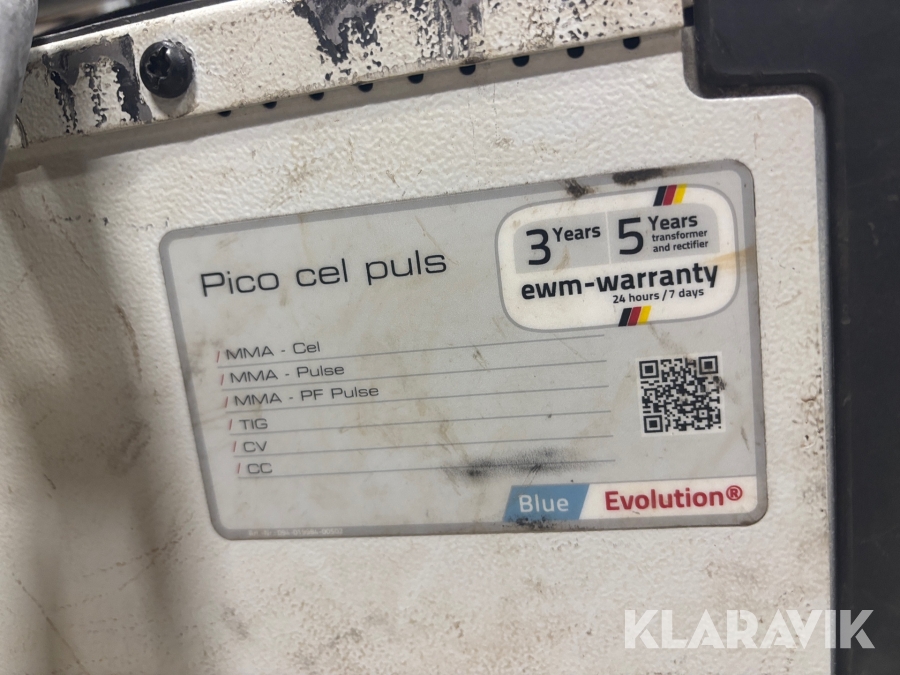 3 Years
5 Years
transformer
and rectifier
ewm-warranty
24 hours / 7 days
Pico cel puls
/ MMA - Cel
/ MMA - Pulse
/ MMA - PF Pulse
/ TIG
/ CV
/ CC
Blue Evolution®
KLARAVIK